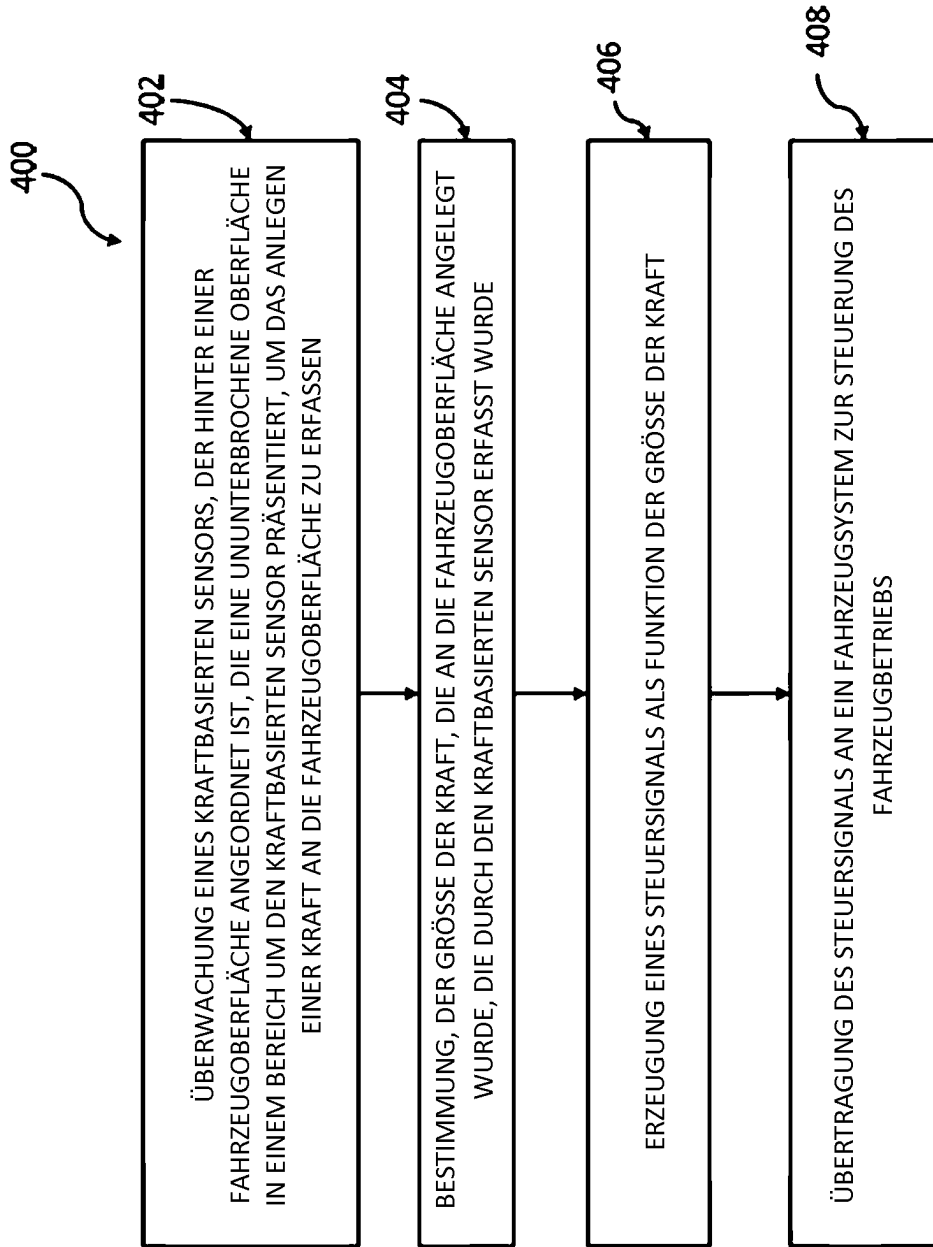 400
402
ÜBERWACHUNG EINES KRAFTBASIERTEN SENSORS, DER HINTER EINER
FAHRZEUGOBERFLÄCHE ANGEORDNET IST, DIE EINE UNUNTERBROCHENE OBERFLÄCHE
IN EINEM BEREICH UM DEN KRAFTBASIERTEN SENSOR PRÄSENTIERT, UM DAS ANLEGEN
EINER KRAFT AN DIE FAHRZEUGOBERFLÄCHE ZU ERFASSEN
404
BESTIMMUNG, DER GRÖSSE DER KRAFT, DIE AN DIE FAHRZEUGOBERFLÄCHE ANGELEGT
WURDE, DIE DURCH DEN KRAFTBASIERTEN SENSOR ERFASST WURDE
406
ERZEUGUNG EINES STEUERSIGNALS ALS FUNKTION DER GRÖSSE DER KRAFT
408
ÜBERTRAGUNG DES STEUERSIGNALS AN EIN FAHRZEUGSYSTEM ZUR STEUERUNG DES
FAHRZEUGBETRIEBS